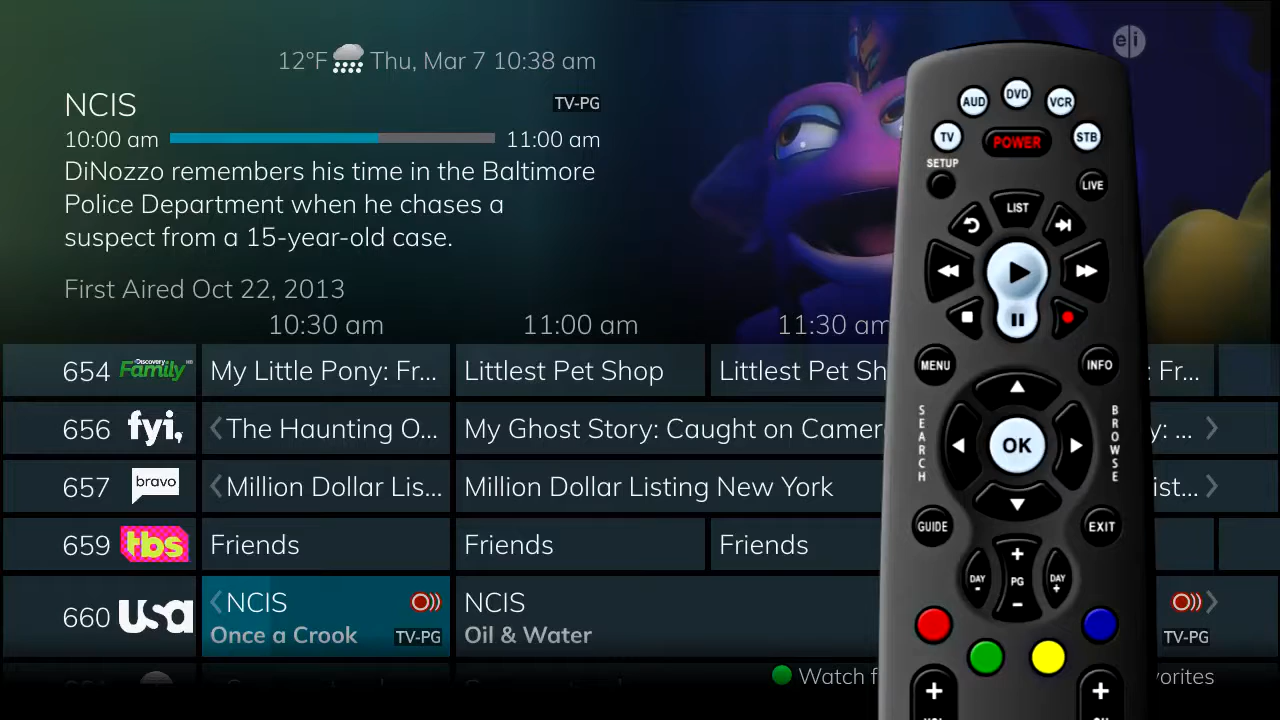 e|i
12°F Thu, Mar 7 10:38 am
NCIS TV-PG
10:00 am 11:00 am
DiNozzo remembers his time in the Baltimore
Police Department when he chases a
suspect from a 15-year-old case.
First Aired Oct 22, 2013
10:30 am 11:00 am 11:30 am
654 Discovery Family HD My Little Pony: Fr... Littlest Pet Shop Littlest Pet Sh : Fr...
656 fyi, The Haunting O... My Ghost Story: Caught on Camer y: ...
657 bravo Million Dollar Lis... Million Dollar Listing New York ist...
659 tbs Friends Friends Friends
660 usa NCIS NCIS
Once a Crook TV-PG Oil & Water TV-PG
Watch f vorites
AUD DVD VCR
TV POWER STB
SETUP
LIVE
LIST
MENU INFO
SEARCH OK BROWSE
GUIDE EXIT
+
DAY - PG DAY +
-
+ +